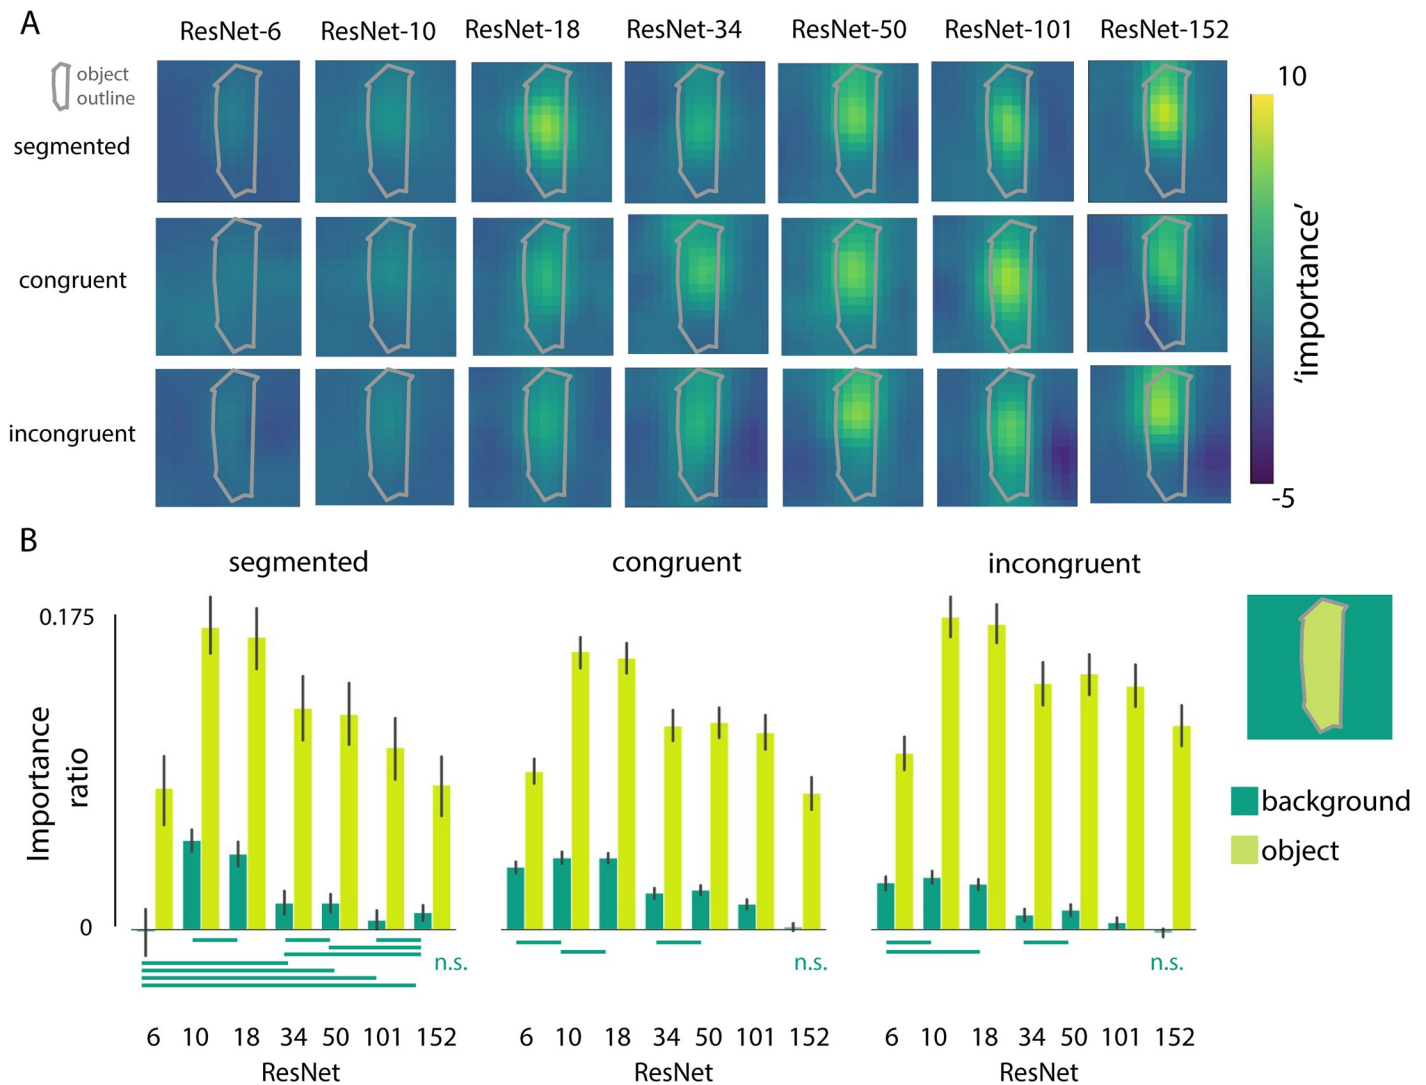 A
ResNet-6 ResNet-10 ResNet-18 ResNet-34 ResNet-50 ResNet-101 ResNet-152
object
outline
segmented
congruent
incongruent
10
'importance'
-5
B
segmented congruent incongruent
0.175
Importance
ratio
0
n.s. n.s. n.s.
6 10 18 34 50 101 152 6 10 18 34 50 101 152 6 10 18 34 50 101 152
ResNet ResNet ResNet
background
object